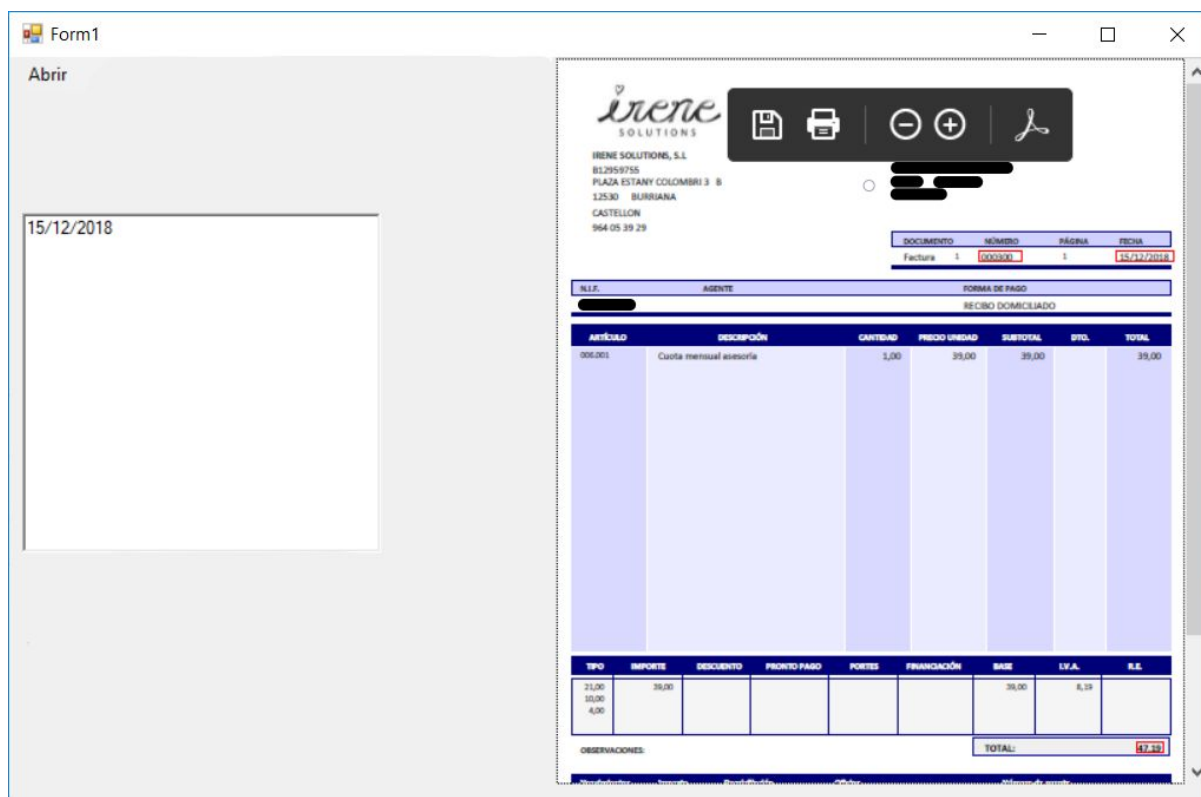 Form1
Abrir
15/12/2018
irene
SOLUTIONS
IRENE SOLUTIONS, S.L
B12959755
PLAZA ESTANY COLOMBRI 3 B
12530 BURRIANA
CASTELLON
964 05 39 29
DOCUMENTO NÚMERO PÁGINA FECHA
Factura 1 000300 1 15/12/2018
N.I.F. AGENTE FORMA DE PAGO
RECIBO DOMICILIADO
ARTÍCULO DESCRIPCIÓN CANTIDAD PRECIO UNIDAD SUBTOTAL DTO. TOTAL
006.001 Cuota mensual asesoría 1,00 39,00 39,00 39,00
TIPO IMPORTE DESCUENTO PRONTO PAGO PORTES FINANCIACIÓN BASE I.V.A. R.E.
21,00 39,00 39,00 8,19
10,00
4,00
OBSERVACIONES: TOTAL: 47,19